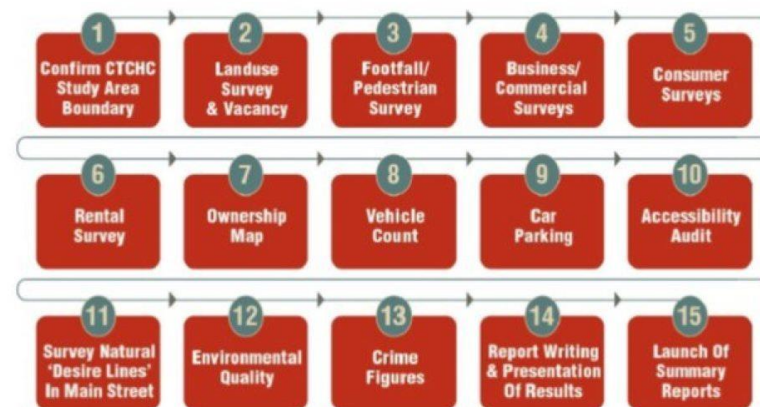 1
Confirm CTCHC
Study Area
Boundary
2
Landuse
Survey
& Vacancy
3
Footfall/
Pedestrian
Survey
4
Business/
Commercial
Surveys
5
Consumer
Surveys
6
Rental
Survey
7
Ownership
Map
8
Vehicle
Count
9
Car
Parking
10
Accessibility
Audit
11
Survey Natural
'Desire Lines'
In Main Street
12
Environmental
Quality
13
Crime
Figures
14
Report Writing
& Presentation
Of Results
15
Launch Of
Summary
Reports